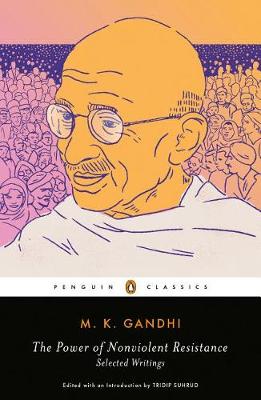 PENGUIN CLASSICS
M. K. GANDHI
The Power of Nonviolent Resistance
Selected Writings
Edited with an Introduction by TRIDIP SUHRUD